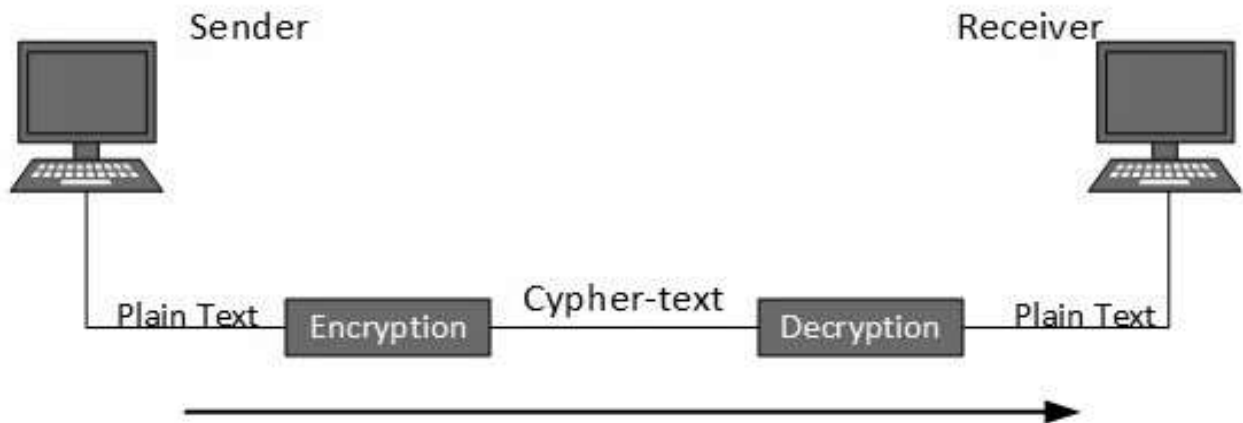 Sender
Receiver
Plain Text
Encryption
Cypher-text
Decryption
Plain Text